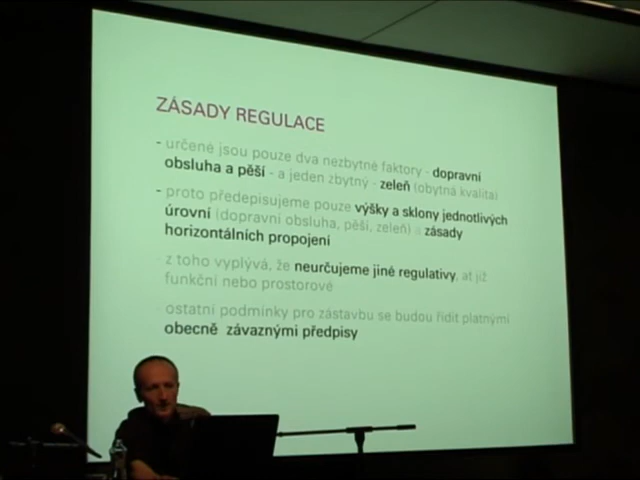 ZÁSADY REGULACE
- určené jsou pouze dva nezbytné faktory - dopravní
obsluha a pěší - a jeden zbytný - zeleň (obytná kvalita)
- proto předepisujeme pouze výšky a sklony jednotlivých
úrovní (dopravní obsluha, pěší, zeleň) a zásady
horizontálních propojení
- z toho vyplývá, že neurčujeme jiné regulativy, ať již
funkční nebo prostorové
- ostatní podmínky pro zástavbu se budou řídit platnými
obecně závaznými předpisy